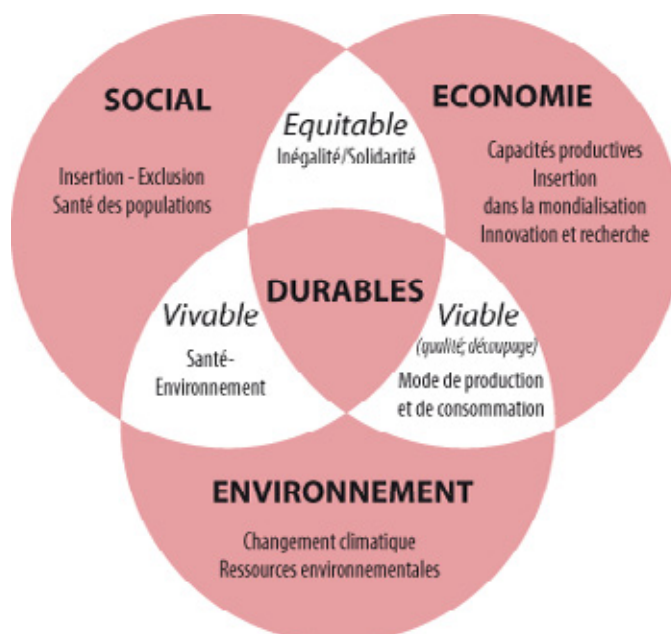 SOCIAL
Insertion - Exclusion
Santé des populations
Equitable
Inégalité/Solidarité
ECONOMIE
Capacités productives
Insertion
dans la mondialisation
Innovation et recherche
DURABLES
Vivable
Santé-
Environnement
Viable
(qualité; découpage)
Mode de production
et de consommation
ENVIRONNEMENT
Changement climatique
Ressources environmentales